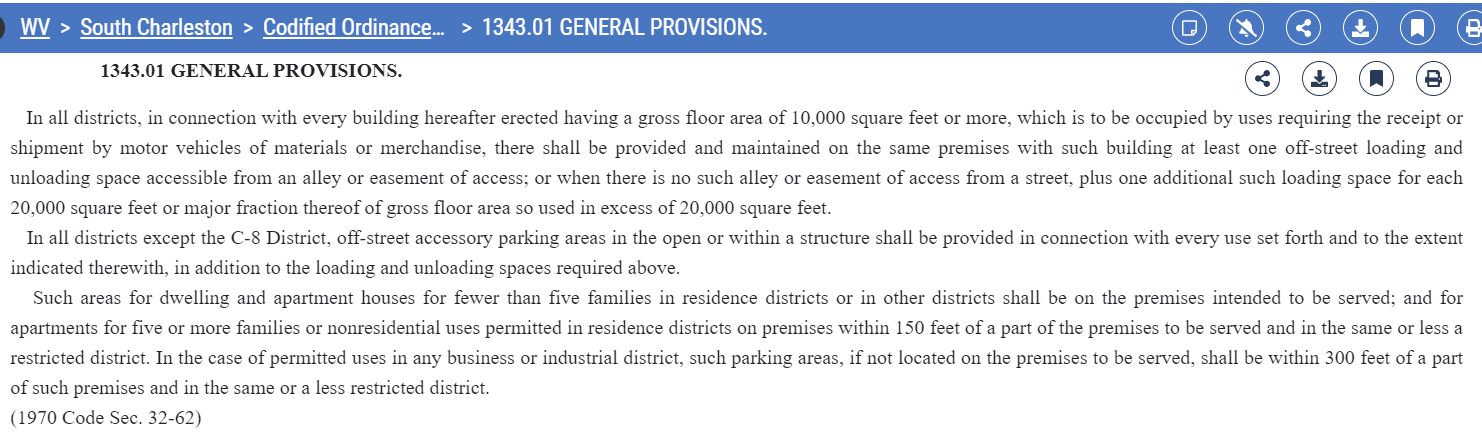 WV > South Charleston > Codified Ordinance... > 1343.01 GENERAL PROVISIONS.
1343.01 GENERAL PROVISIONS.
In all districts, in connection with every building hereafter erected having a gross floor area of 10,000 square feet or more, which is to be occupied by uses requiring the receipt or
shipment by motor vehicles of materials or merchandise, there shall be provided and maintained on the same premises with such building at least one off-street loading and
unloading space accessible from an alley or easement of access; or when there is no such alley or easement of access from a street, plus one additional such loading space for each
20,000 square feet or major fraction thereof of gross floor area so used in excess of 20,000 square feet.
In all districts except the C-8 District, off-street accessory parking areas in the open or within a structure shall be provided in connection with every use set forth and to the extent
indicated therewith, in addition to the loading and unloading spaces required above.
Such areas for dwelling and apartment houses for fewer than five families in residence districts or in other districts shall be on the premises intended to be served; and for
apartments for five or more families or nonresidential uses permitted in residence districts on premises within 150 feet of a part of the premises to be served and in the same or less a
restricted district. In the case of permitted uses in any business or industrial district, such parking areas, if not located on the premises to be served, shall be within 300 feet of a part
of such premises and in the same or a less restricted district.
(1970 Code Sec. 32-62)